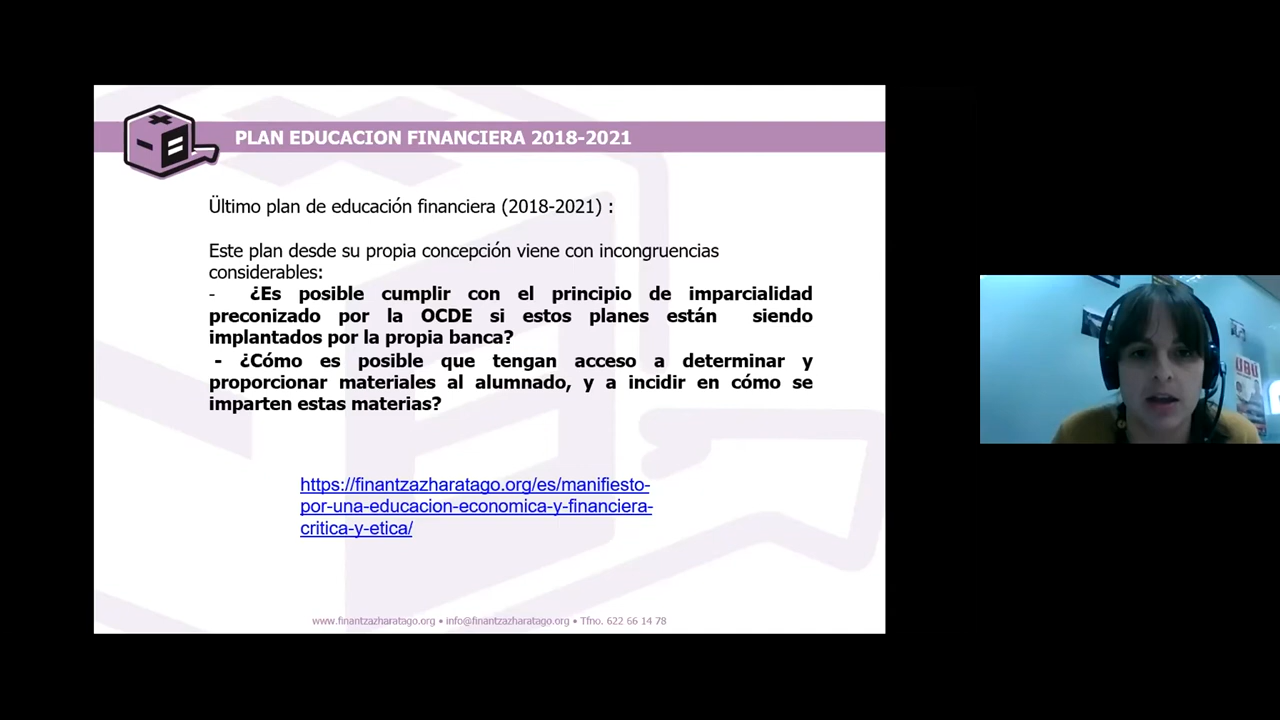 PLAN EDUCACION FINANCIERA 2018-2021
Último plan de educación financiera (2018-2021) :
Este plan desde su propia concepción viene con incongruencias
considerables:
- ¿Es posible cumplir con el principio de imparcialidad
preconizado por la OCDE si estos planes están siendo
implantados por la propia banca?
- ¿Cómo es posible que tengan acceso a determinar y
proporcionar materiales al alumnado, y a incidir en cómo se
imparten estas materias?
https://finantzazharatago.org/es/manifiesto-
por-una-educacion-economica-y-financiera-
critica-y-etica/
www.finantzazharatago.org • info@finantzazharatago.org • Tfno. 622 66 14 78